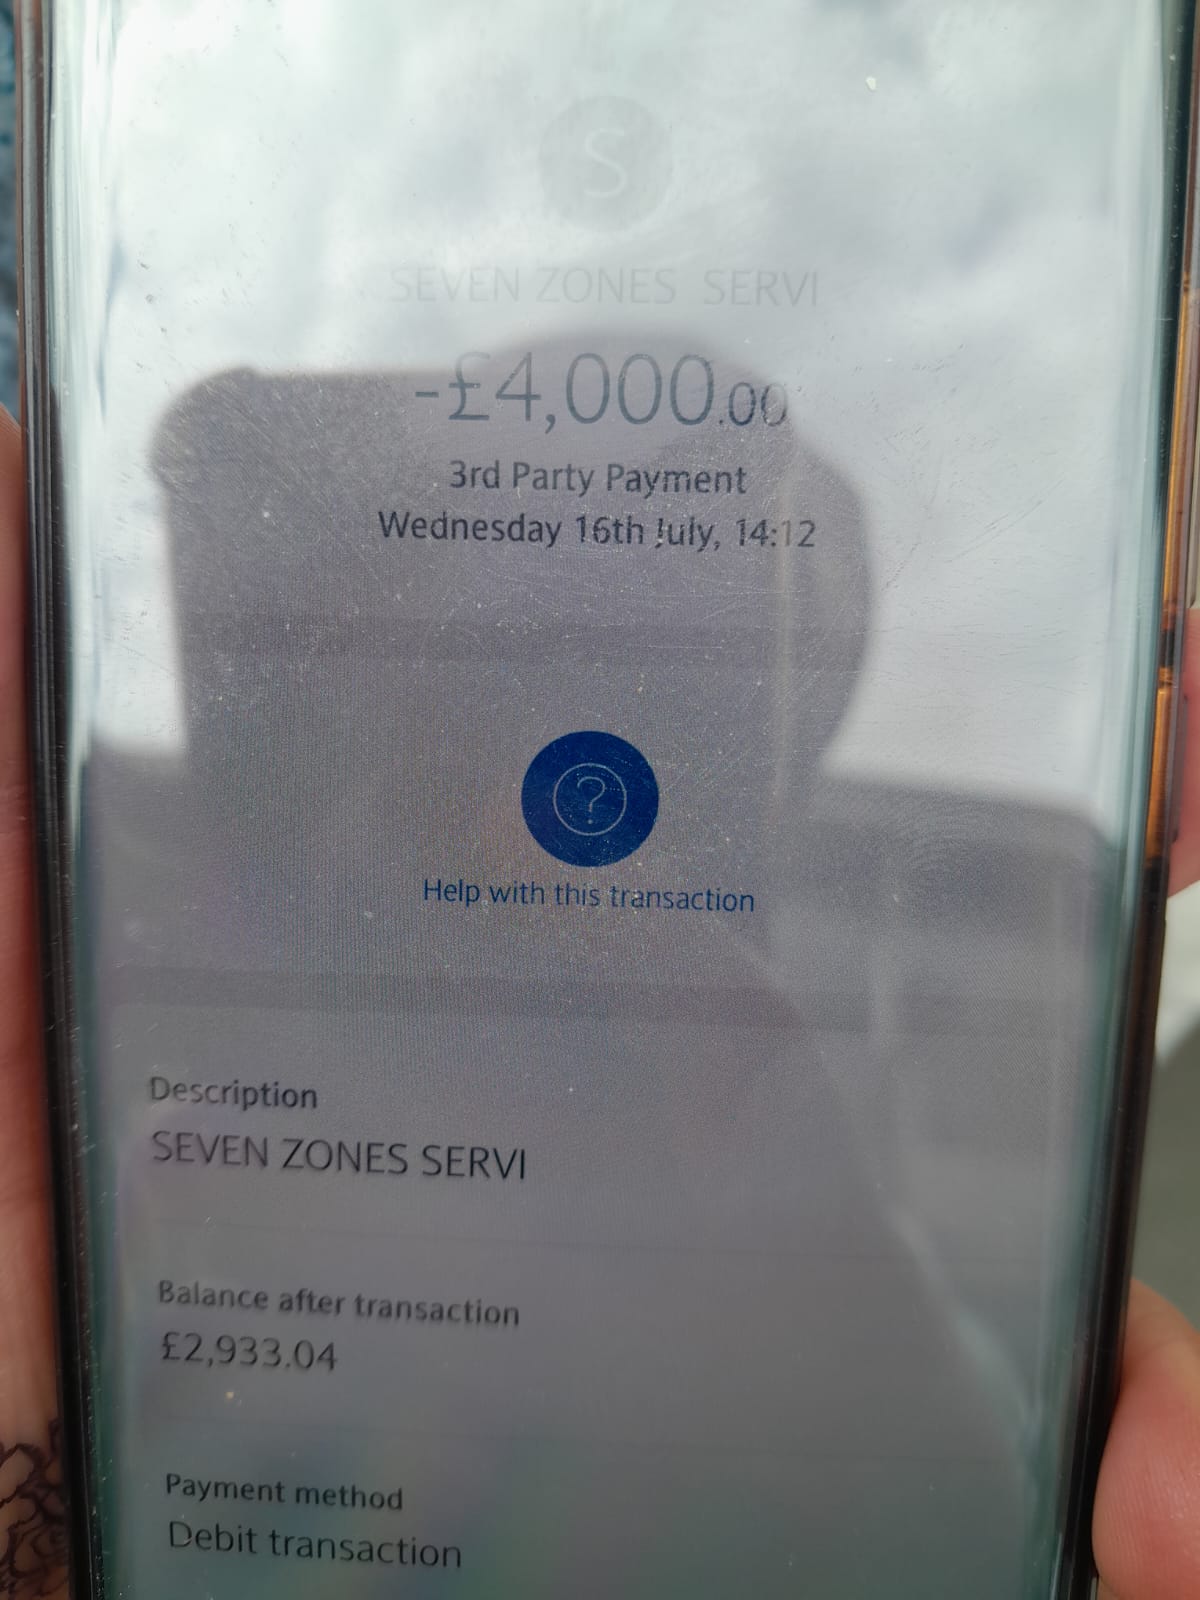 S
SEVEN ZONES SERVI
-£4,000.00
3rd Party Payment
Wednesday 16th July, 14:12
?
Help with this transaction
Description
SEVEN ZONES SERVI
Balance after transaction
£2,933.04
Payment method
Debit transaction